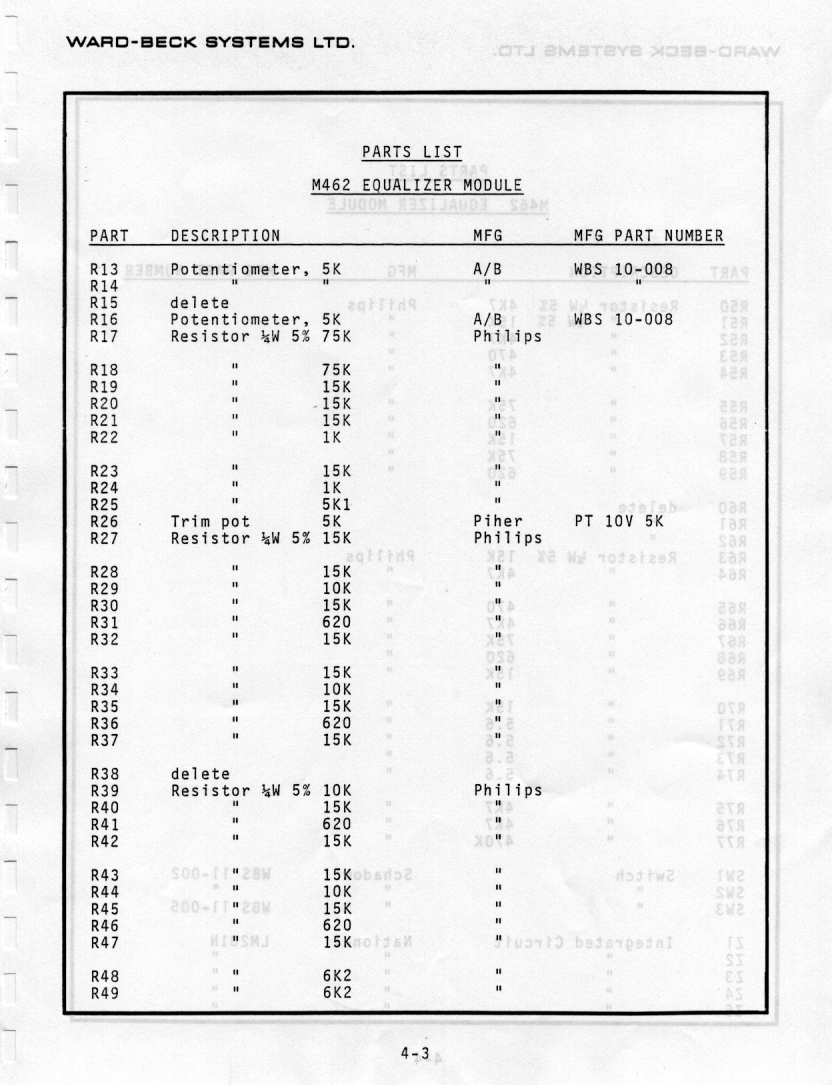 WARD-BECK SYSTEMS LTD.
PARTS LIST
M462 EQUALIZER MODULE
PART DESCRIPTION MFG MFG PART NUMBER
R13 Potentiometer, 5K A/B WBS 10-008
R14 " " " "
R15 delete
R16 Potentiometer, 5K A/B WBS 10-008
R17 Resistor ¼W 5% 75K Philips
R18 " 75K "
R19 " 15K "
R20 " 15K "
R21 " 15K "
R22 " 1K "
R23 " 15K "
R24 " 1K "
R25 " 5K1 "
R26 Trim pot 5K Piher PT 10V 5K
R27 Resistor ¼W 5% 15K Philips
R28 " 15K "
R29 " 10K "
R30 " 15K "
R31 " 620 "
R32 " 15K "
R33 " 15K "
R34 " 10K "
R35 " 15K "
R36 " 620 "
R37 " 15K "
R38 delete
R39 Resistor ¼W 5% 10K Philips
R40 " 15K "
R41 " 620 "
R42 " 15K "
R43 " 15K "
R44 " 10K "
R45 " 15K "
R46 " 620 "
R47 " 15K "
R48 " 6K2 "
R49 " 6K2 "
4-3